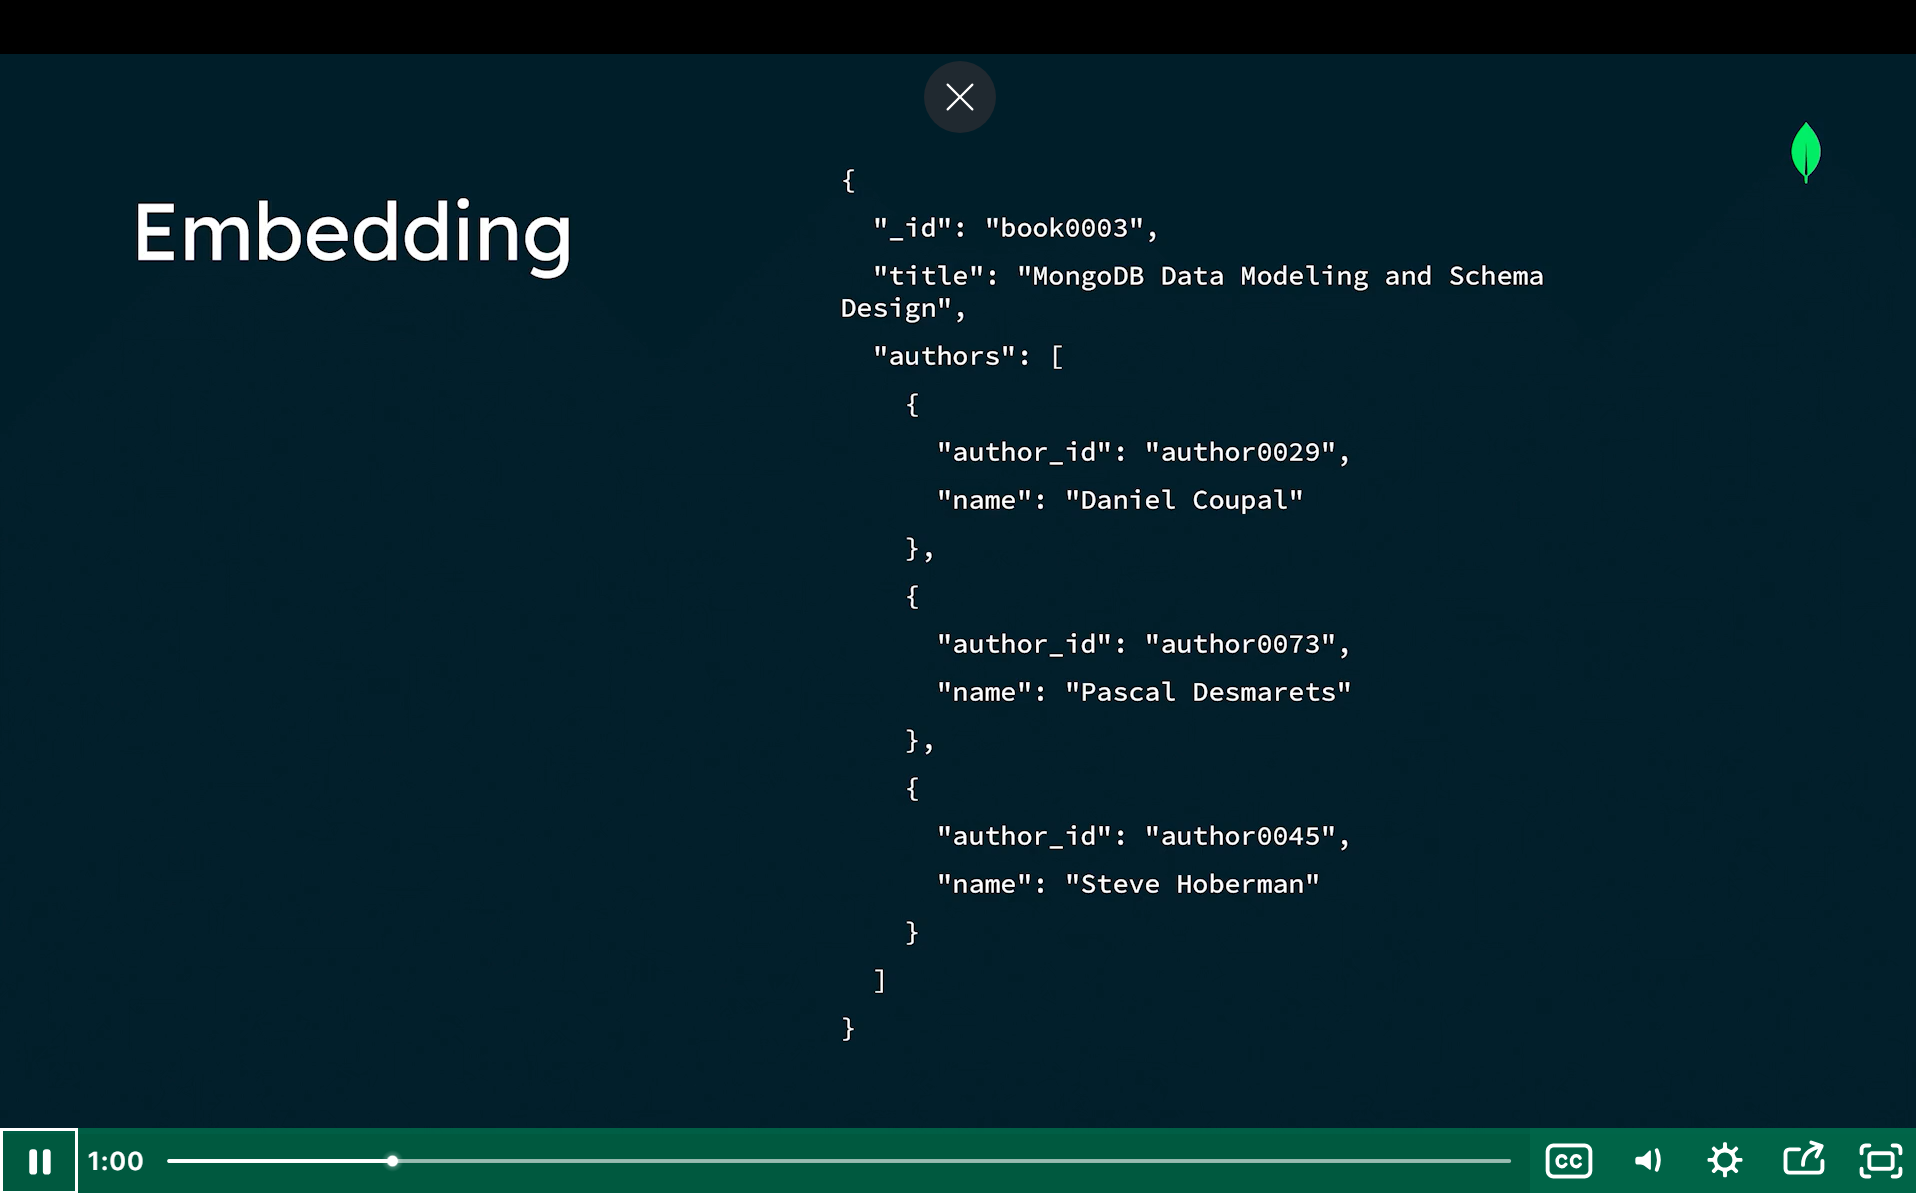 Embedding
{
"_id": "book0003",
"title": "MongoDB Data Modeling and Schema
Design",
"authors": [
{
"author_id": "author0029",
"name": "Daniel Coupal"
},
{
"author_id": "author0073",
"name": "Pascal Desmarets"
},
{
"author_id": "author0045",
"name": "Steve Hoberman"
}
]
}
1:00
CC